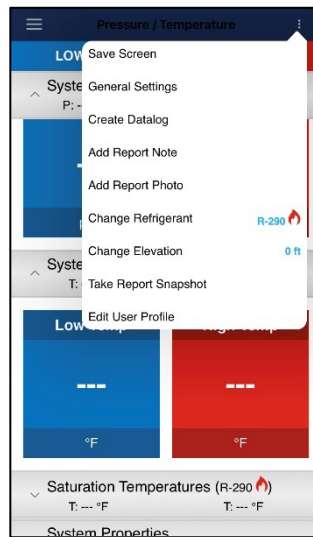 Pressure / Temperature
LOW
Save Screen
Syste
General Settings
P: --
Create Datalog
Add Report Note
Add Report Photo
Change Refrigerant R-290
Change Elevation 0 ft
Syste
T:
Take Report Snapshot
Edit User Profile
Low Temp High Temp
--- ---
°F °F
Saturation Temperatures (R-290)
T: --- °F T: --- °F
System Properties